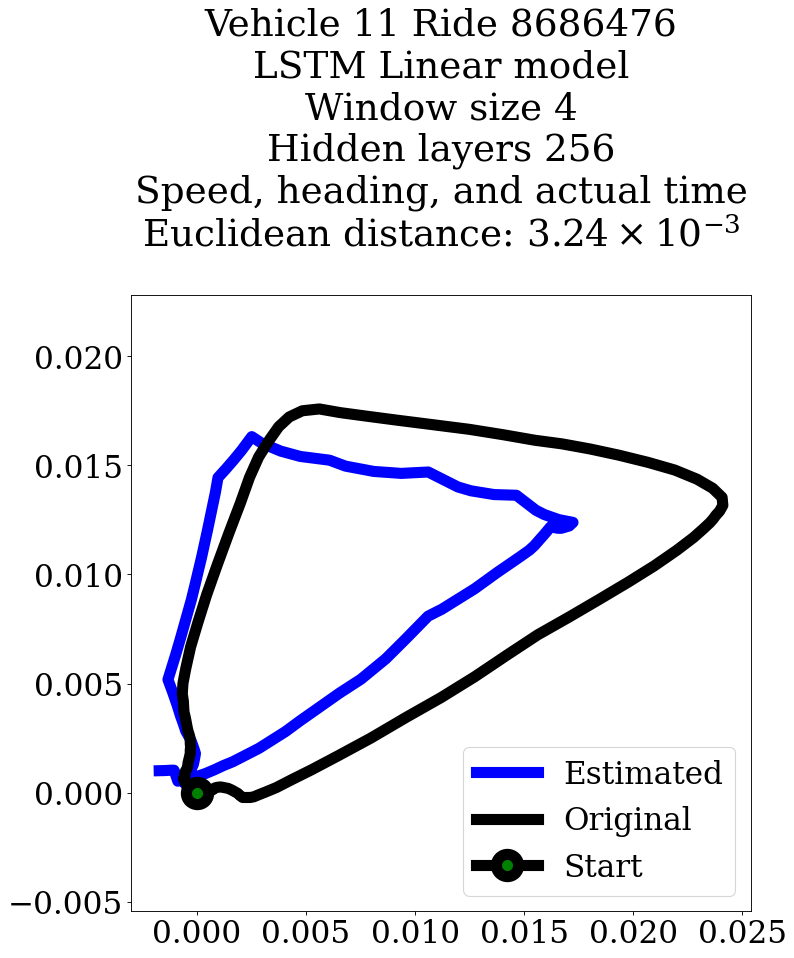 Vehicle 11 Ride 8686476
LSTM Linear model
Window size 4
Hidden layers 256
Speed, heading, and actual time
Euclidean distance: 3.24 × 10⁻³
0.020
0.015
0.010
0.005
0.000
−0.005
Estimated
Original
Start
0.000 0.005 0.010 0.015 0.020 0.025